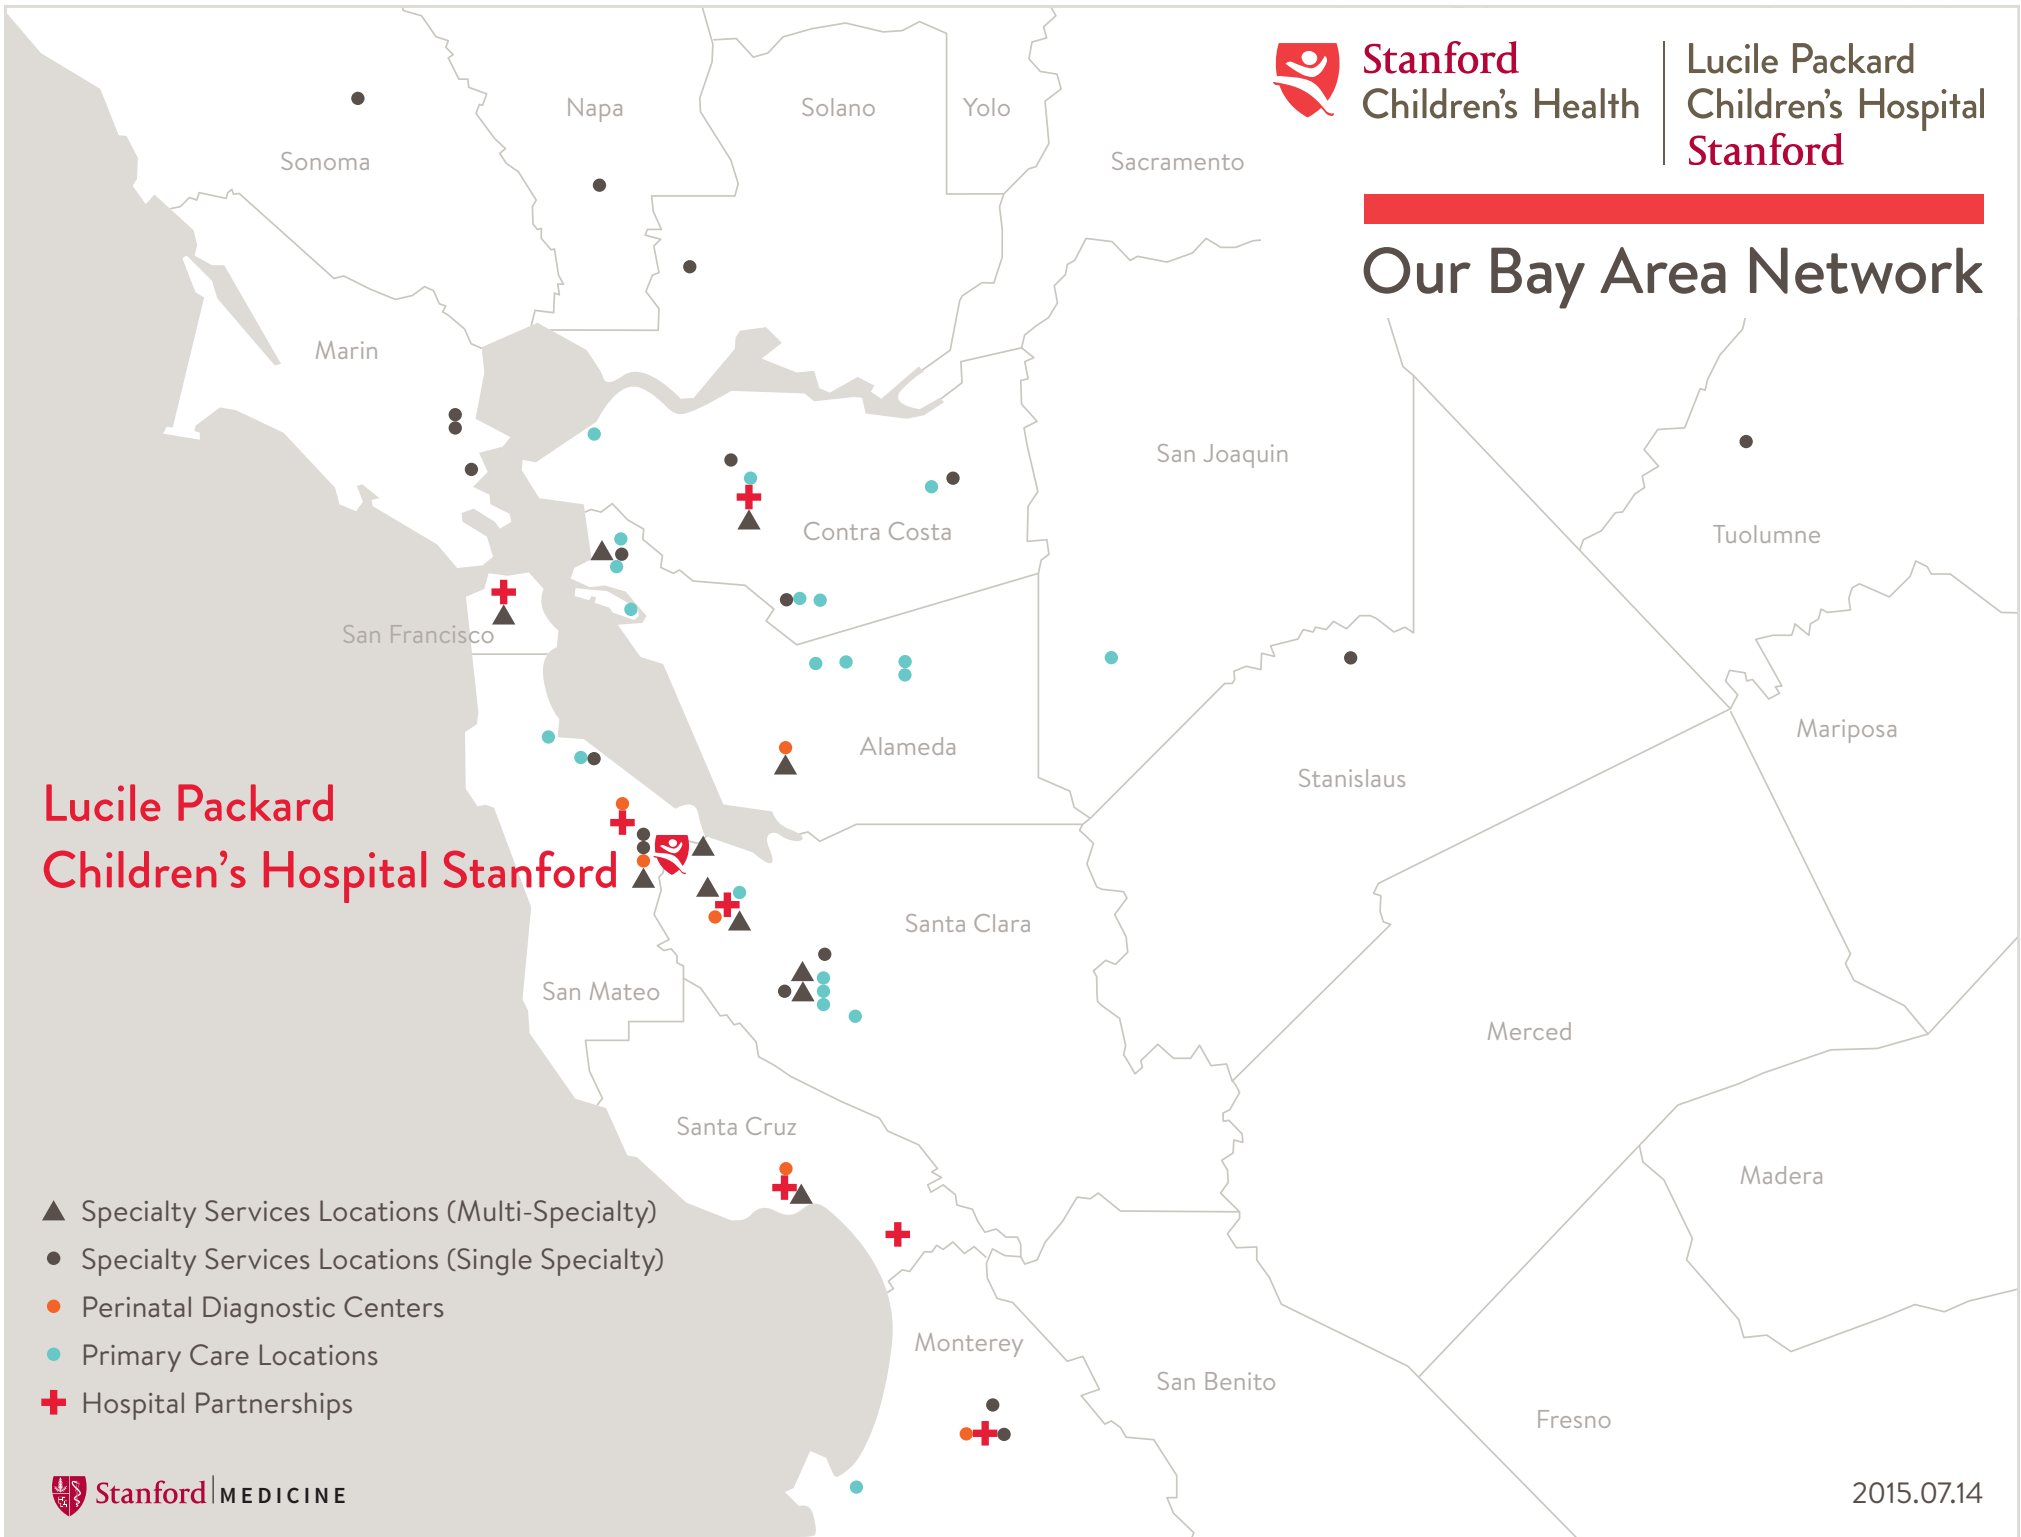 Stanford
Children's Health
Lucile Packard
Children's Hospital
Stanford
Our Bay Area Network
Sonoma
Napa
Solano
Yolo
Sacramento
Marin
San Joaquin
Contra Costa
Tuolumne
San Francisco
Alameda
Stanislaus
Mariposa
Lucile Packard
Children's Hospital Stanford
Santa Clara
San Mateo
Merced
Santa Cruz
Madera
Monterey
San Benito
Fresno
Specialty Services Locations (Multi-Specialty)
Specialty Services Locations (Single Specialty)
Perinatal Diagnostic Centers
Primary Care Locations
Hospital Partnerships
Stanford MEDICINE
2015.07.14